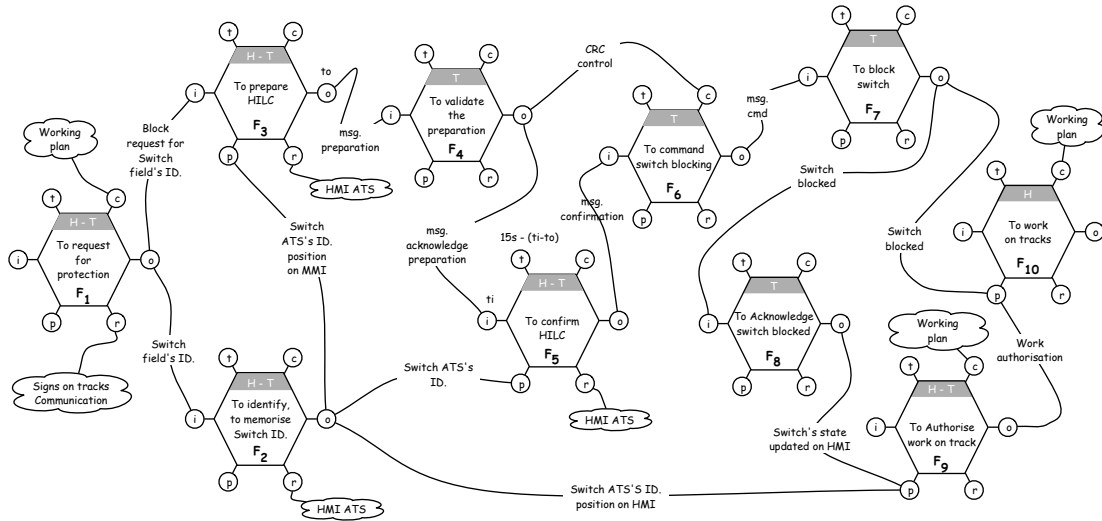 t
c
H - T
To prepare
HILC
F3
i
o
p
r
to
msg.
preparation
HMI ATS
t
c
T
To validate
the
preparation
F4
i
o
p
r
CRC
control
t
c
T
To command
switch blocking
F6
i
o
p
r
msg.
cmd
t
c
T
To block
switch
F7
i
o
p
r
Working
plan
Block
request for
Switch
field's ID.
t
c
H - T
To request
for
protection
F1
i
o
p
r
Signs on tracks
Communication
Switch
field's ID.
Switch
ATS's ID.
position
on MMI
msg.
acknowledge
preparation
msg.
confirmation
15s - (ti-to)
ti
t
c
H - T
To confirm
HILC
F5
i
o
p
r
HMI ATS
Switch
blocked
t
c
T
To Acknowledge
switch blocked
F8
i
o
p
r
Switch
blocked
Working
plan
t
c
H
To work
on tracks
F10
i
o
p
r
t
c
H - T
To identify,
to memorise
Switch ID.
F2
i
o
p
r
HMI ATS
Switch ATS's
ID.
Switch ATS'S ID.
position on HMI
Switch's state
updated on HMI
Working
plan
Work
authorisation
t
c
H - T
To Authorise
work on track
F9
i
o
p
r